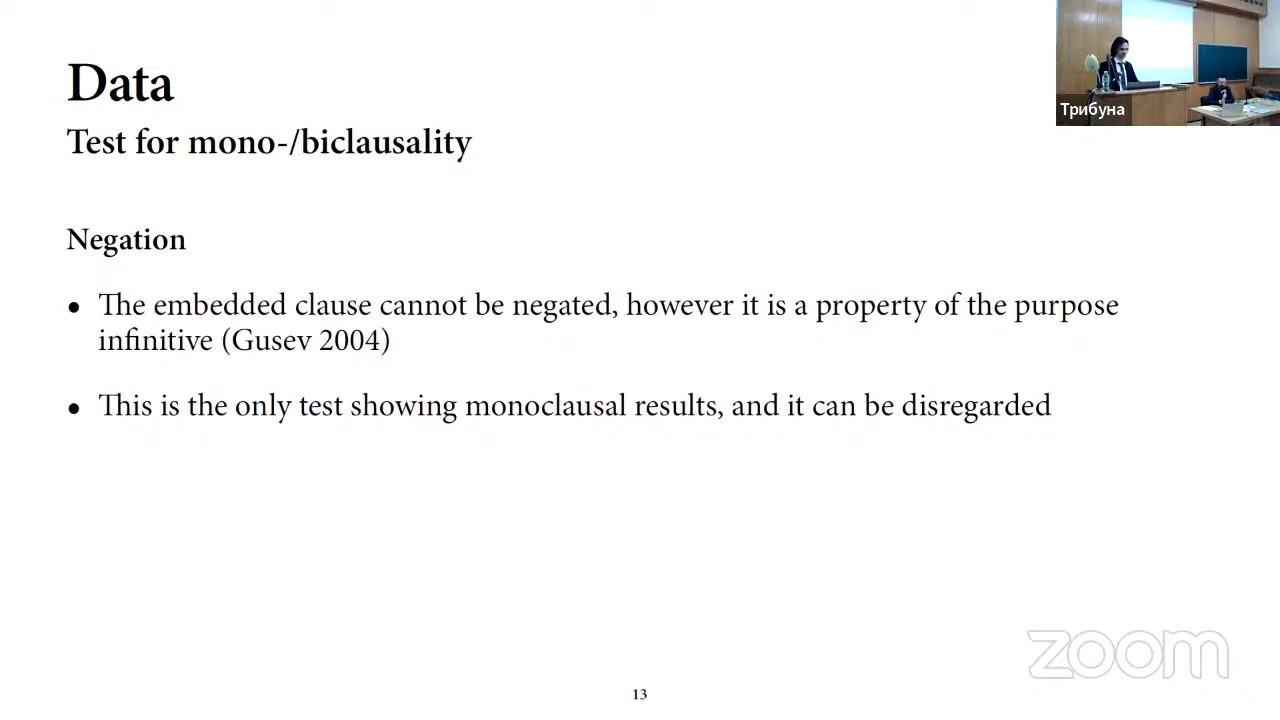 Data
Test for mono-/biclausality
Трибуна
Negation
• The embedded clause cannot be negated, however it is a property of the purpose
infinitive (Gusev 2004)
• This is the only test showing monoclausal results, and it can be disregarded
zoom
13